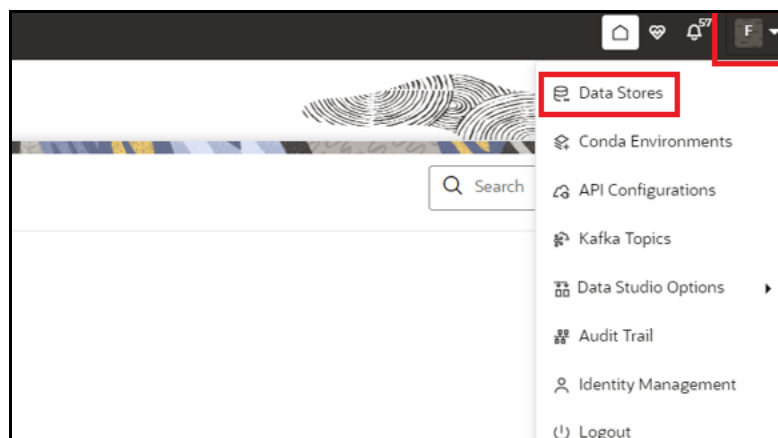 57
F
Data Stores
Conda Environments
Search
API Configurations
Kafka Topics
Data Studio Options
Audit Trail
Identity Management
Logout